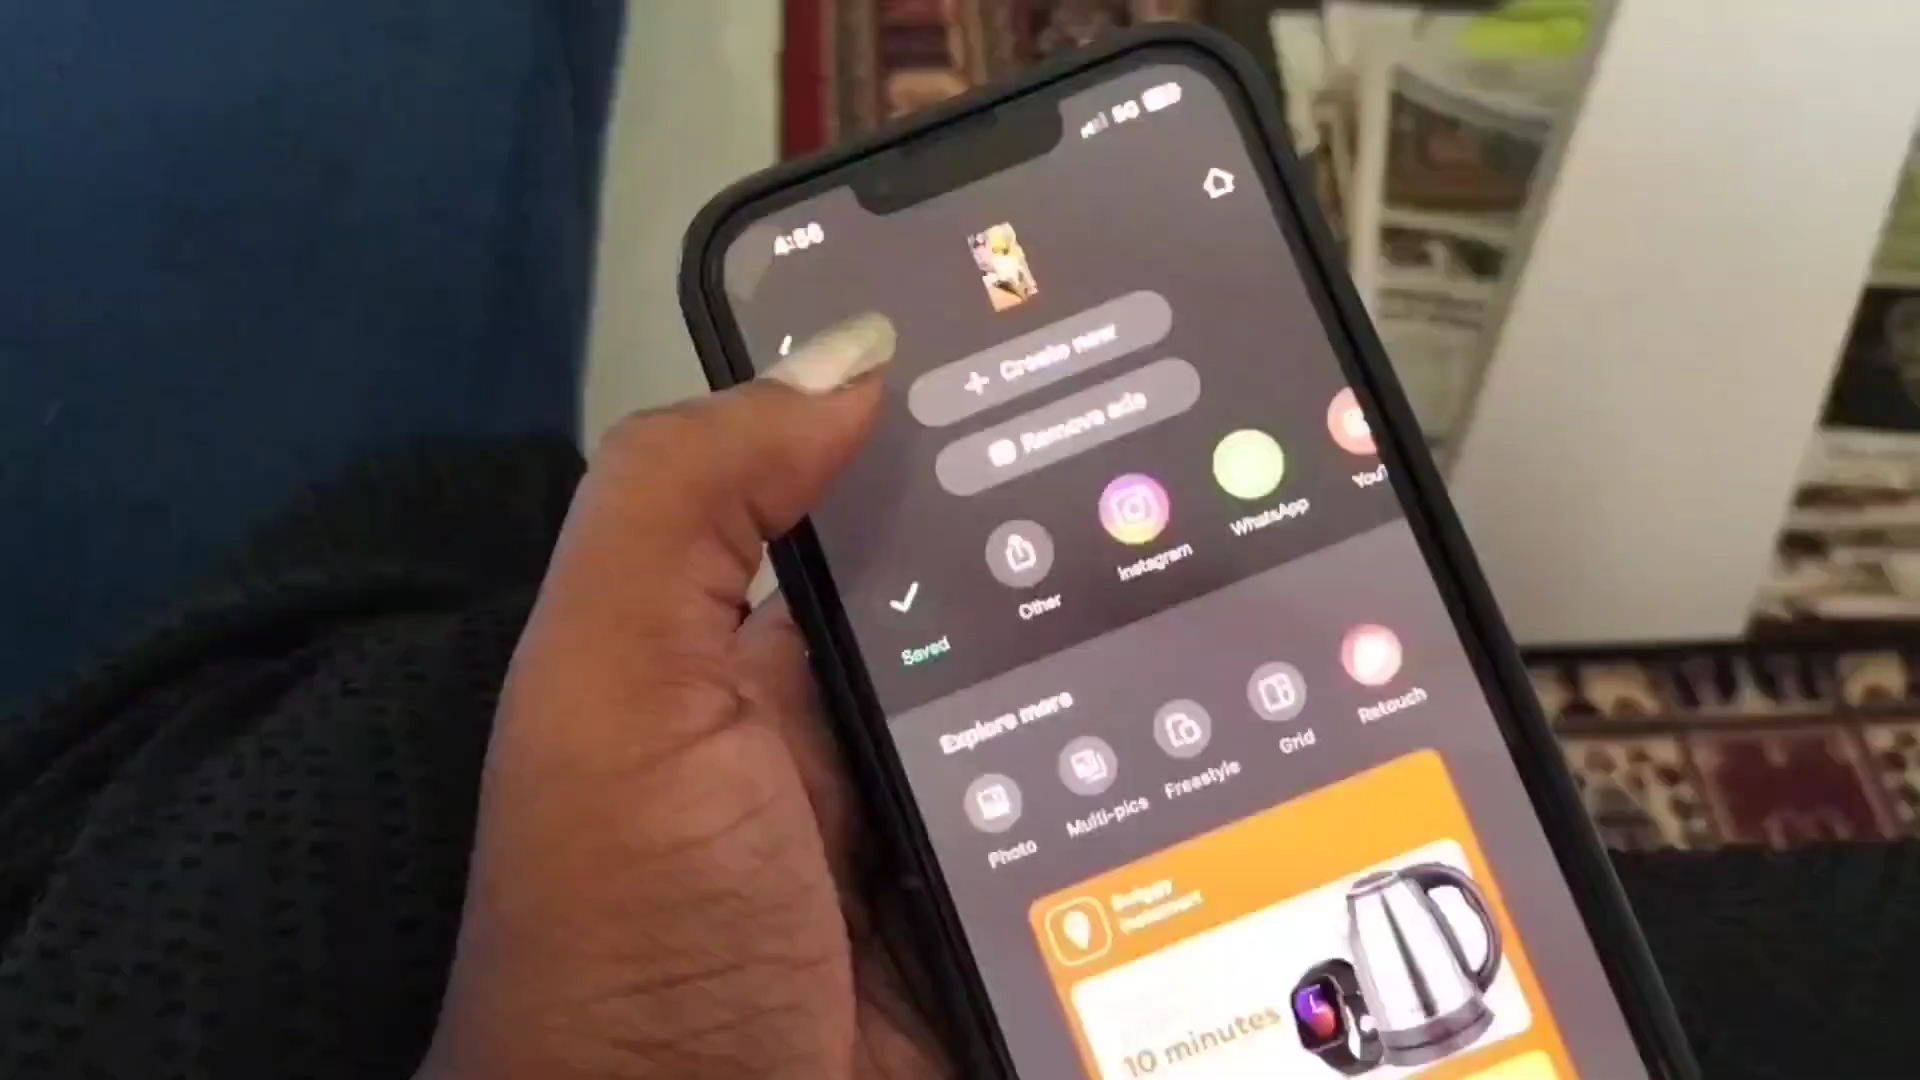 4:56
5G
Create new
Remove ads
Saved
Other
Instagram
WhatsApp
YouT
Explore more
Photo
Multi-pics
Freestyle
Grid
Retouch
10 minutes